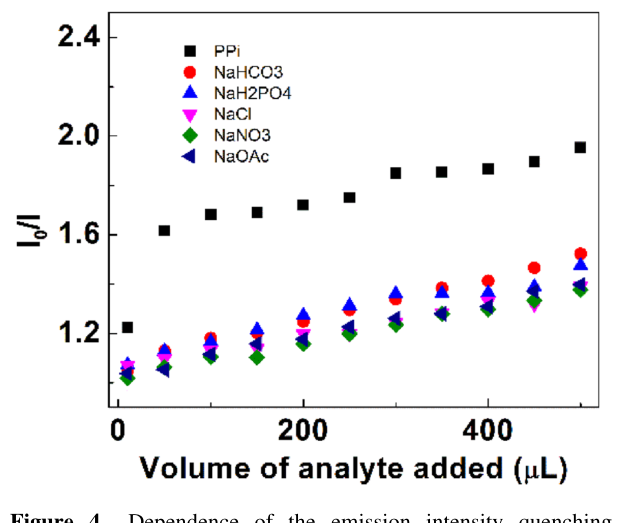 2.4
PPi
NaHCO3
NaH2PO4
NaCl
NaNO3
NaOAc
2.0
1.6
1.2
I0/I
0
200
400
Volume of analyte added (μL)
Figure 4. Dependence of the emission intensity quenching